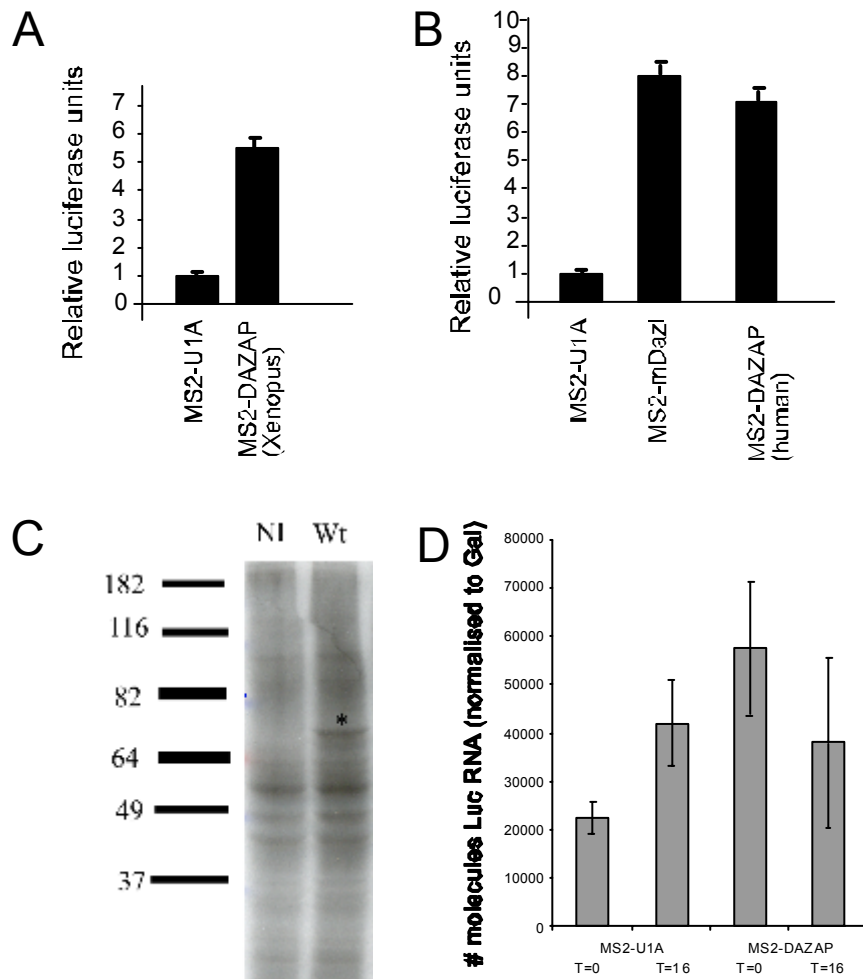 A
Relative luciferase units
7
6
5
4
3
2
1
0
MS2-U1A
MS2-DAZAP
(Xenopus)
B
Relative luciferase units
10
9
8
7
6
5
4
3
2
1
0
MS2-U1A
MS2-mDazl
MS2-DAZAP
(human)
C
NI Wt
182
116
82
64
49
37
*
D
# molecules Luc RNA (normalised to Gal)
80000
70000
60000
50000
40000
30000
20000
10000
0
MS2-U1A MS2-DAZAP
T=0 T=16 T=0 T=16